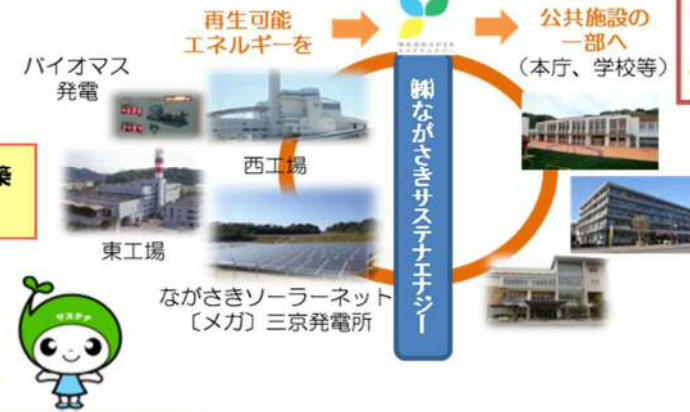 再生可能
エネルギーを
公共施設の
一部へ
(本庁、学校等)
バイオマス
発電
西工場
築
東工場
ながさきソーラーネット
〔メガ〕三京発電所
㈱ながさきサステナエナジー
サステナ